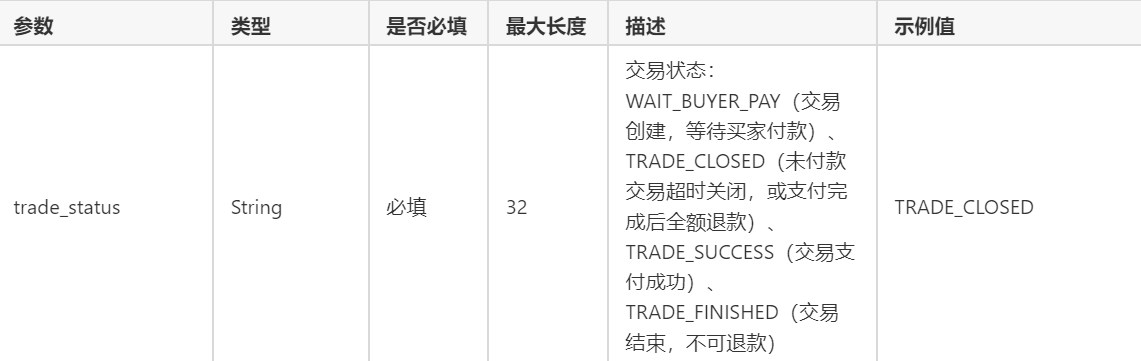 参数 类型 是否必填 最大长度 描述 示例值
trade_status String 必填 32 交易状态：
WAIT_BUYER_PAY（交易
创建，等待买家付款）、
TRADE_CLOSED（未付款
交易超时关闭，或支付完
成后全额退款）、
TRADE_SUCCESS（交易支
付成功）、
TRADE_FINISHED（交易
结束，不可退款）
TRADE_CLOSED